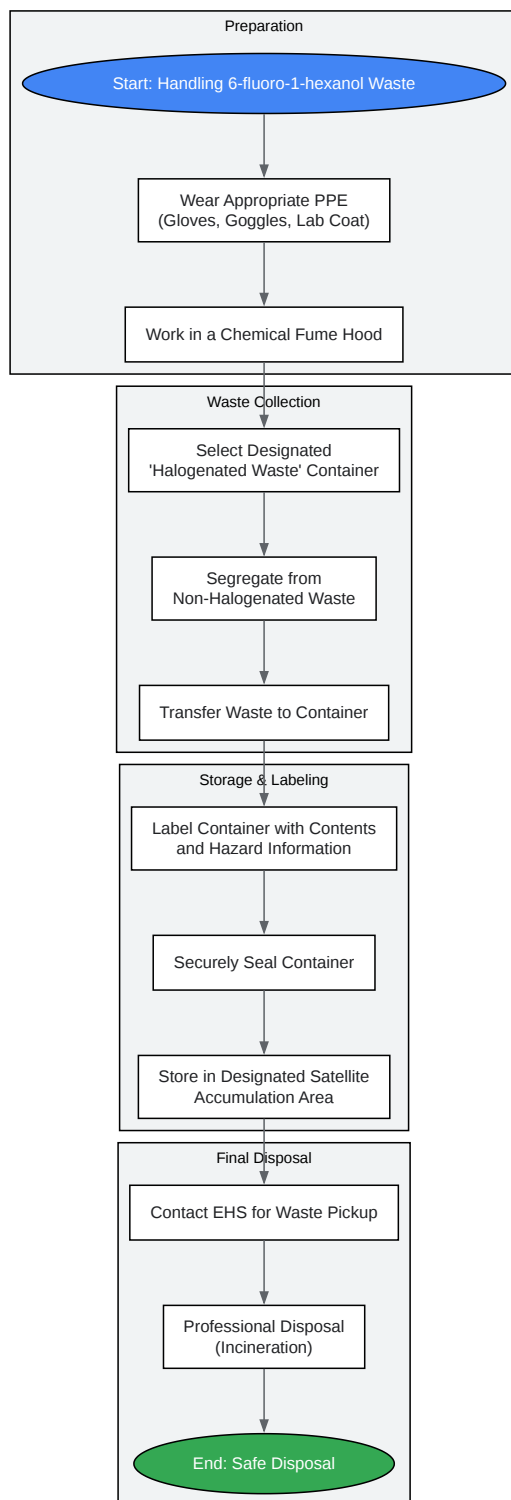 Preparation
Start: Handling 6-fluoro-1-hexanol Waste
Wear Appropriate PPE
(Gloves, Goggles, Lab Coat)
Work in a Chemical Fume Hood
Waste Collection
Select Designated
'Halogenated Waste' Container
Segregate from
Non-Halogenated Waste
Transfer Waste to Container
Storage & Labeling
Label Container with Contents
and Hazard Information
Securely Seal Container
Store in Designated Satellite
Accumulation Area
Final Disposal
Contact EHS for Waste Pickup
Professional Disposal
(Incineration)
End: Safe Disposal